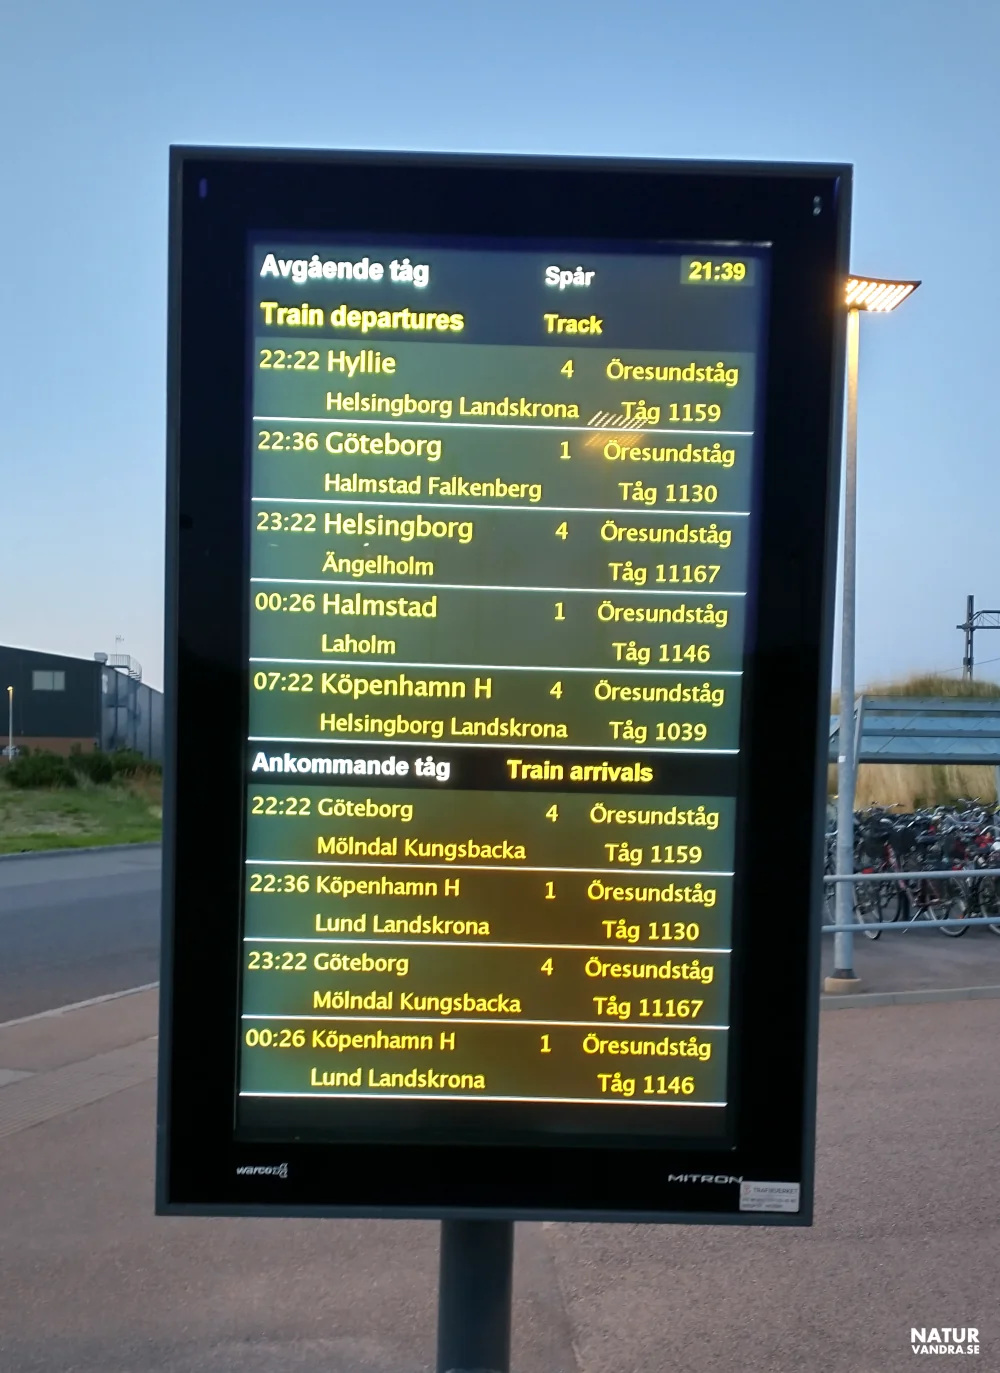 Avgående tåg Spår 21:39
Train departures Track
22:22 Hyllie 4 Öresundståg
Helsingborg Landskrona Tåg 1159
22:36 Göteborg 1 Öresundståg
Halmstad Falkenberg Tåg 1130
23:22 Helsingborg 4 Öresundståg
Ängelholm Tåg 11167
00:26 Halmstad 1 Öresundståg
Laholm Tåg 1146
07:22 Köpenhamn H 4 Öresundståg
Helsingborg Landskrona Tåg 1039
Ankommande tåg Train arrivals
22:22 Göteborg 4 Öresundståg
Mölndal Kungsbacka Tåg 1159
22:36 Köpenhamn H 1 Öresundståg
Lund Landskrona Tåg 1130
23:22 Göteborg 4 Öresundståg
Mölndal Kungsbacka Tåg 11167
00:26 Köpenhamn H 1 Öresundståg
Lund Landskrona Tåg 1146
warco MITRON
TRAFIKVERKET
NATUR
VANDRA.SE